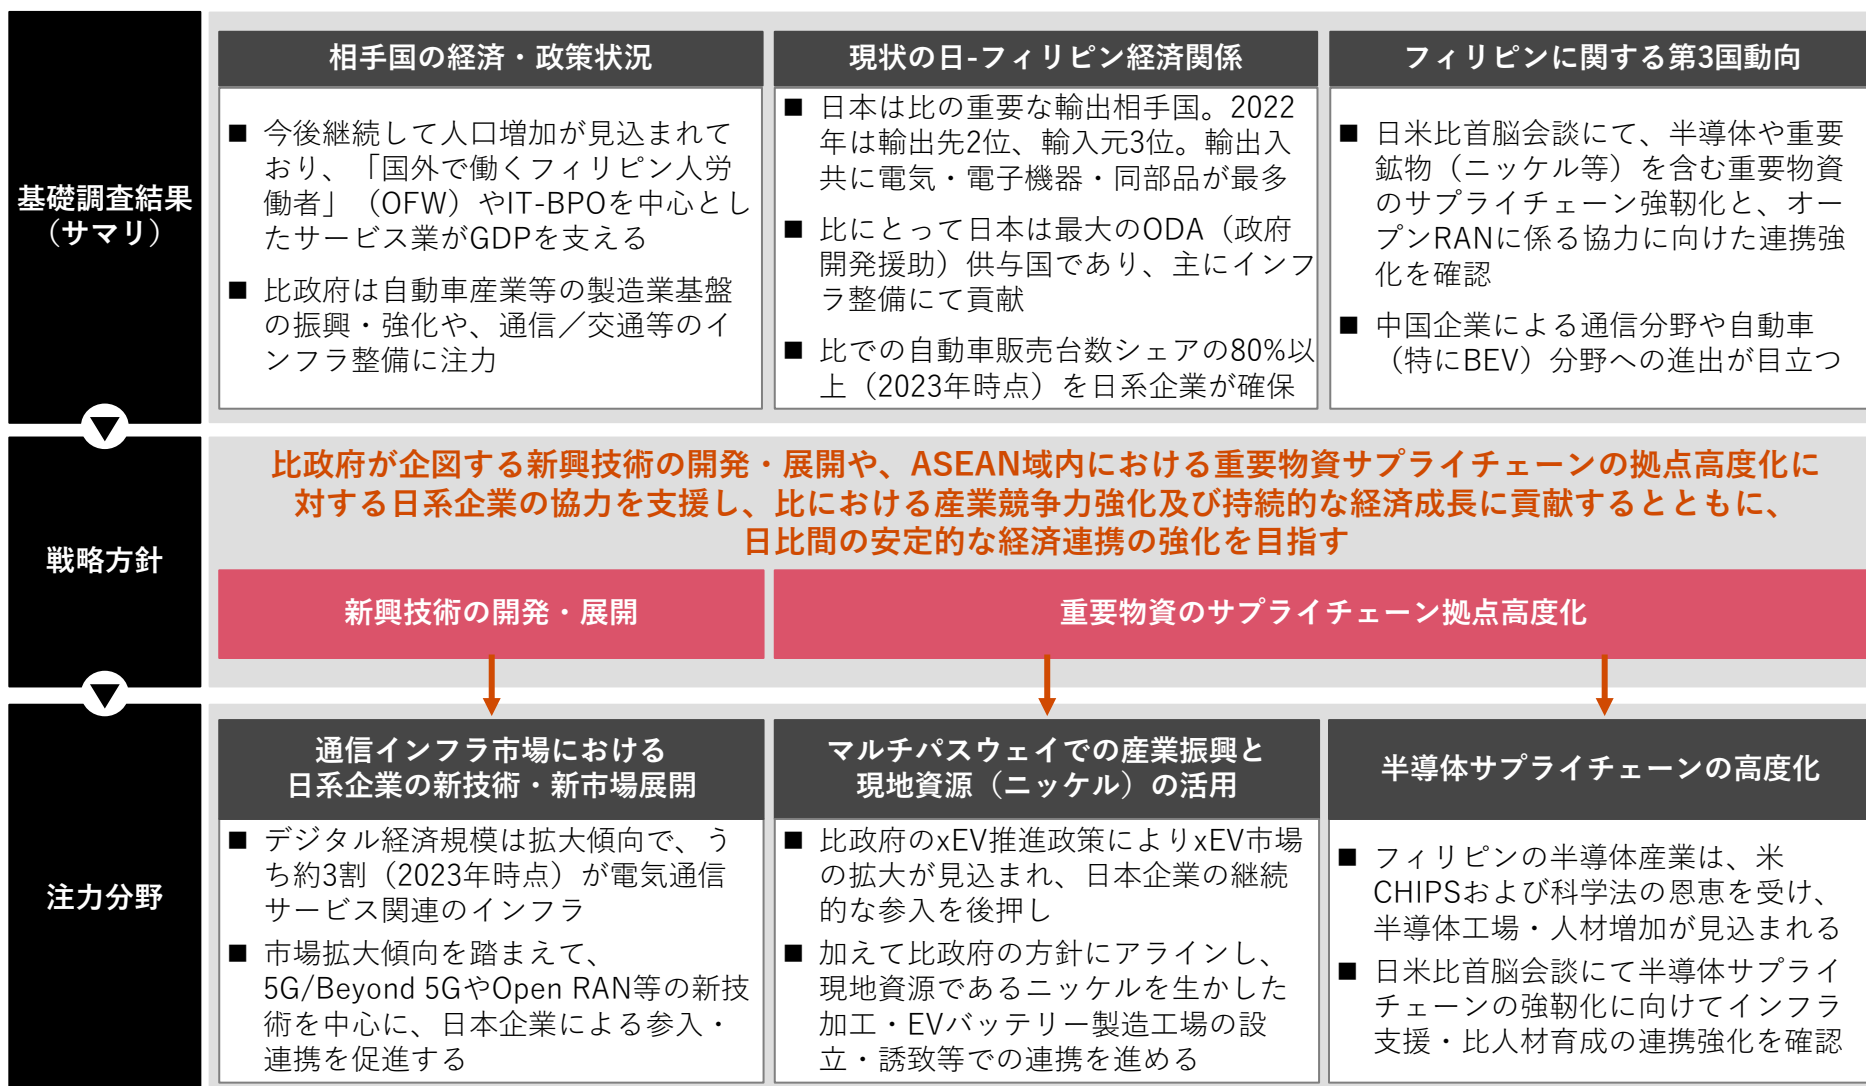 基礎調査結果
（サマリ）
相手国の経済・政策状況
■ 今後継続して人口増加が見込まれて
おり、「国外で働くフィリピン人労
働者」（OFW）やIT-BPOを中心とし
たサービス業がGDPを支える
■ 比政府は自動車産業等の製造業基盤
の振興・強化や、通信／交通等のイ
ンフラ整備に注力
現状の日-フィリピン経済関係
■ 日本は比の重要な輸出相手国。2022
年は輸出先2位、輸入元3位。輸出入
共に電気・電子機器・同部品が最多
■ 比にとって日本は最大のODA（政府
開発援助）供与国であり、主にインフ
ラ整備にて貢献
■ 比での自動車販売台数シェアの80%以
上（2023年時点）を日系企業が確保
フィリピンに関する第3国動向
■ 日米比首脳会談にて、半導体や重要
鉱物（ニッケル等）を含む重要物資
のサプライチェーン強靭化と、オー
プンRANに係る協力に向けた連携強
化を確認
■ 中国企業による通信分野や自動車
（特にBEV）分野への進出が目立つ
戦略方針
比政府が企図する新興技術の開発・展開や、ASEAN域内における重要物資サプライチェーンの拠点高度化に
対する日系企業の協力を支援し、比における産業競争力強化及び持続的な経済成長に貢献するとともに、
日比間の安定的な経済連携の強化を目指す
新興技術の開発・展開
重要物資のサプライチェーン拠点高度化
注力分野
通信インフラ市場における
日系企業の新技術・新市場展開
■ デジタル経済規模は拡大傾向で、う
ち約3割（2023年時点）が電気通信
サービス関連のインフラ
■ 市場拡大傾向を踏まえて、
5G/Beyond 5GやOpen RAN等の新技
術を中心に、日本企業による参入・
連携を促進する
マルチパスウェイでの産業振興と
現地資源（ニッケル）の活用
■ 比政府のxEV推進政策によりxEV市場
の拡大が見込まれ、日本企業の継続
的な参入を後押し
■ 加えて比政府の方針にアラインし、
現地資源であるニッケルを生かした
加工・EVバッテリー製造工場の設
立・誘致等での連携を進める
半導体サプライチェーンの高度化
■ フィリピンの半導体産業は、米
CHIPSおよび科学法の恩恵を受け、
半導体工場・人材増加が見込まれる
■ 日米比首脳会談にて半導体サプライ
チェーンの強靭化に向けてインフラ
支援・比人材育成の連携強化を確認